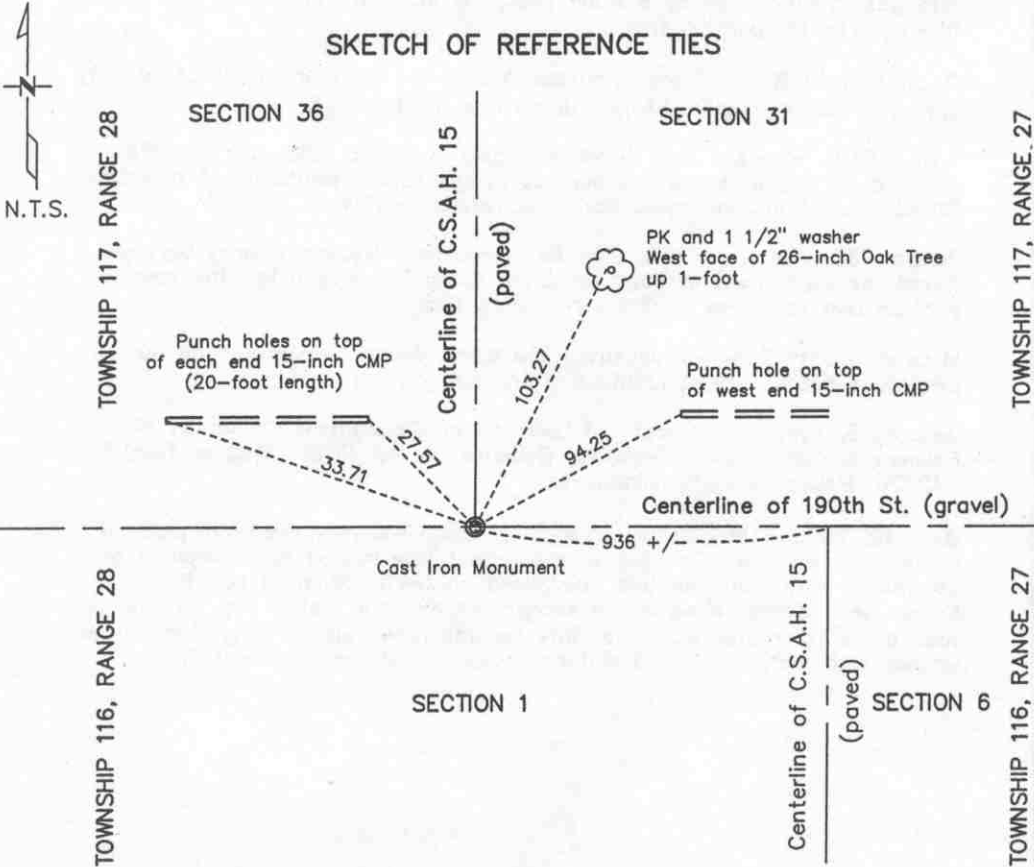 SKETCH OF REFERENCE TIES
N
N.T.S.
SECTION 36
SECTION 31
TOWNSHIP 117, RANGE 28
Centerline of C.S.A.H. 15
(paved)
TOWNSHIP 117, RANGE 27
PK and 1 1/2" washer
West face of 26-inch Oak Tree
up 1-foot
P
Punch holes on top
of each end 15-inch CMP
(20-foot length)
Punch hole on top
of west end 15-inch CMP
103.27
27.57
33.71
94.25
Centerline of 190th St. (gravel)
936 +/-
Cast Iron Monument
TOWNSHIP 116, RANGE 28
SECTION 1
Centerline of C.S.A.H. 15
(paved)
SECTION 6
TOWNSHIP 116, RANGE 27